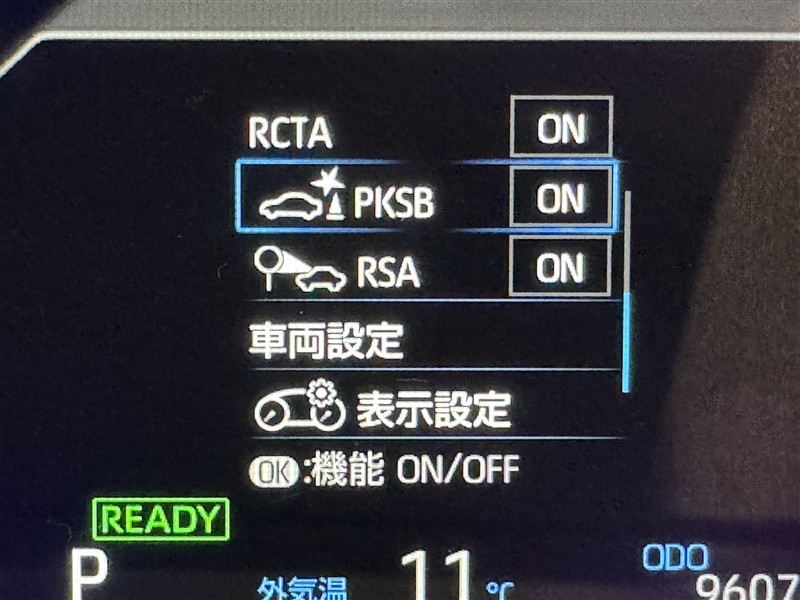 RCTA ON
PKSB ON
RSA ON
車両設定
表示設定
OK:機能 ON/OFF
READY
P 外気温 11℃ ODO
9607